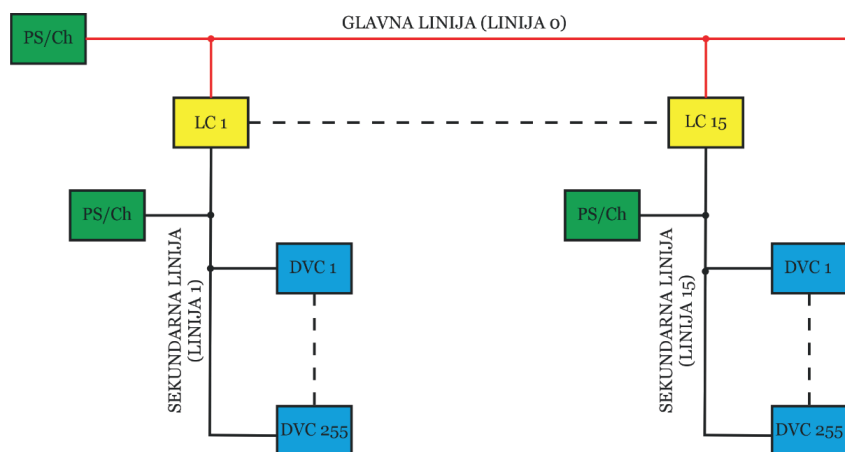 PS/Ch
GLAVNA LINIJA (LINIJA 0)
LC 1
LC 15
PS/Ch
PS/Ch
SEKUNDARNA LINIJA
(LINIJA 1)
SEKUNDARNA LINIJA
(LINIJA 15)
DVC 1
DVC 1
DVC 255
DVC 255